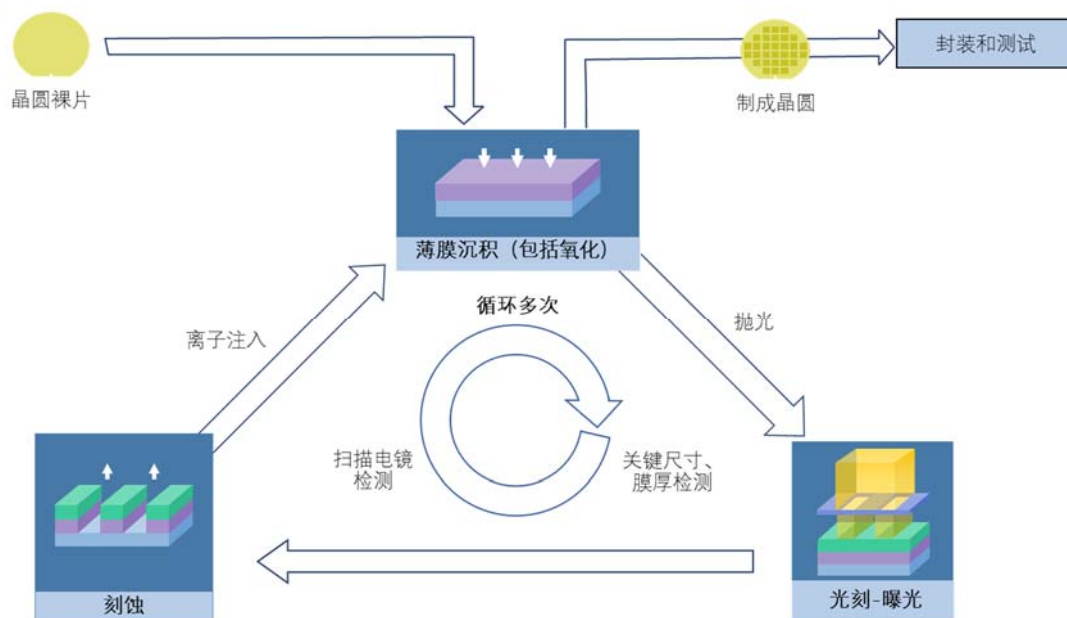 晶圆裸片
制成晶圆
封装和测试
薄膜沉积（包括氧化）
循环多次
离子注入
抛光
扫描电镜
检测
关键尺寸、
膜厚检测
刻蚀
光刻-曝光